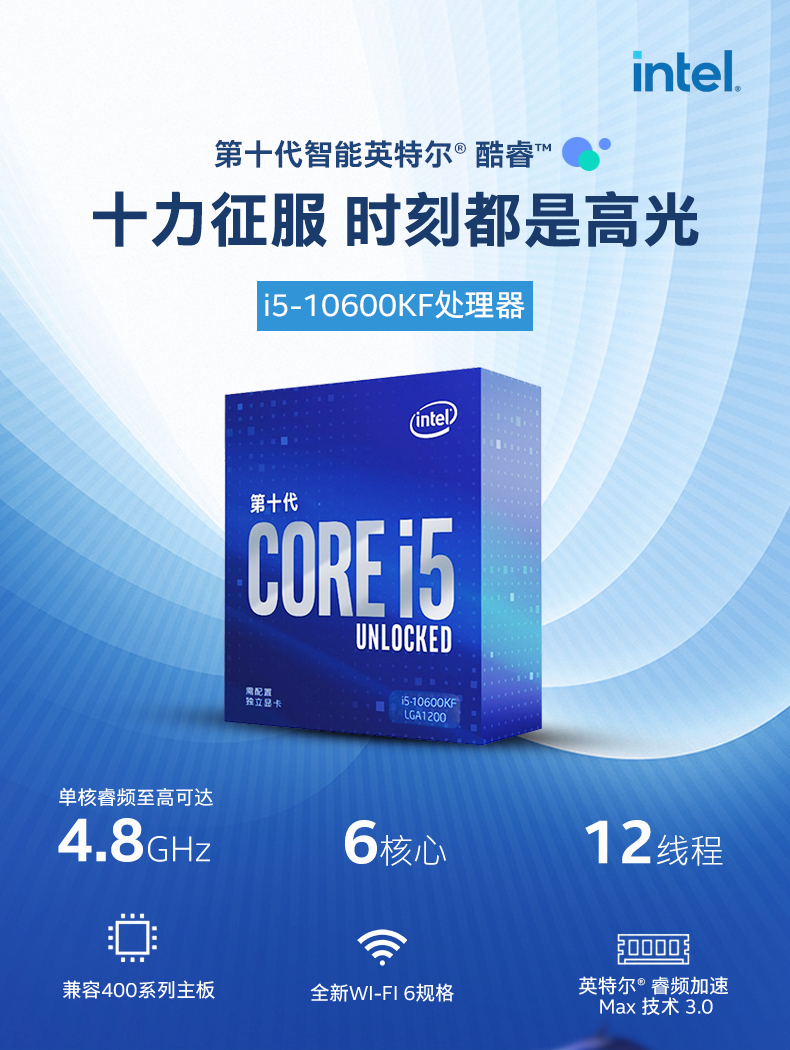 intel®
第十代智能英特尔® 酷睿™
十力征服 时刻都是高光
i5-10600KF处理器
intel
第十代
CORE i5
UNLOCKED
需配置
独立显卡
i5-10600KF
LGA1200
单核睿频至高可达
4.8GHz
6核心
12线程
兼容400系列主板
全新WI-FI 6规格
英特尔® 睿频加速
Max 技术 3.0